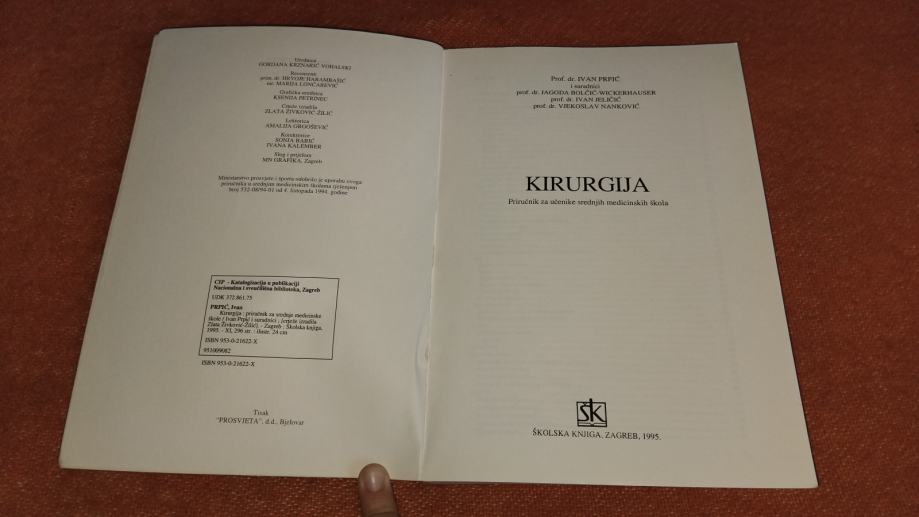 Urednica
GORDANA KEZNARIĆ VOHALSKI
Recenzenti
prim. dr. HRVOJE HARAMBAŠIĆ
ms. MARIJA LONČAREVIĆ
Grafička urednica
KSENIJA PETRINEC
Crteže izradila
ZLATA ŽIVKOVIĆ-ŽILIĆ
Lektorica
AMALIJA GRGOŠEVIĆ
Korektorice
SONJA BABIĆ
IVANA KALEMBER
Slog i prijelom
MN GRAFIKA, Zagreb
Ministarstvo prosvjete i športa odobrilo je uporabu ovoga
priručnika u srednjim medicinskim školama rješenjem
broj 532-08/94-01 od 4. listopada 1994. godine
CIP - Katalogizacija u publikaciji
Nacionalna i sveučilišna biblioteka, Zagreb
UDK 372.861.75
PRPIĆ, Ivan
Kirurgija : priručnik za srednje medicinske
škole / Ivan Prpić i suradnici ; [crteže izradila
Zlata Živković-Žilić]. - Zagreb : Školska knjiga,
1995. - XI, 296 str. : ilustr. 24 cm
ISBN 953-0-21622-X
951009082
ISBN 953-0-21622-X
Tisak
"PROSVJETA", d.d., Bjelovar
Prof. dr. IVAN PRPIĆ
i suradnici
prof. dr. JAGODA BOLČIĆ-WICKERHAUSER
prof. dr. IVAN JELIČIĆ
prof. dr. VJEKOSLAV NANKOVIĆ
KIRURGIJA
Priručnik za učenike srednjih medicinskih škola
ŠK
ŠKOLSKA KNJIGA, ZAGREB, 1995.